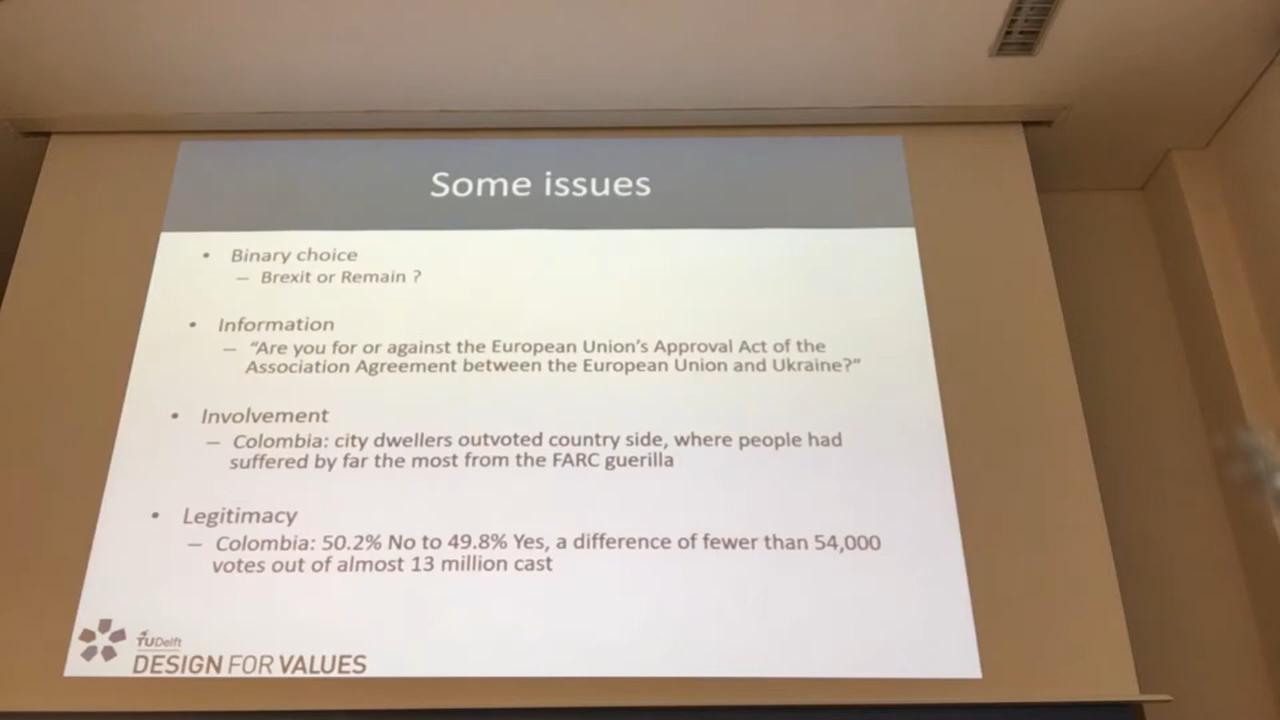 Some issues
• Binary choice
– Brexit or Remain ?
• Information
– “Are you for or against the European Union’s Approval Act of the
Association Agreement between the European Union and Ukraine?”
• Involvement
– Colombia: city dwellers outvoted country side, where people had
suffered by far the most from the FARC guerilla
• Legitimacy
– Colombia: 50.2% No to 49.8% Yes, a difference of fewer than 54,000
votes out of almost 13 million cast
TUDelft
DESIGN FOR VALUES